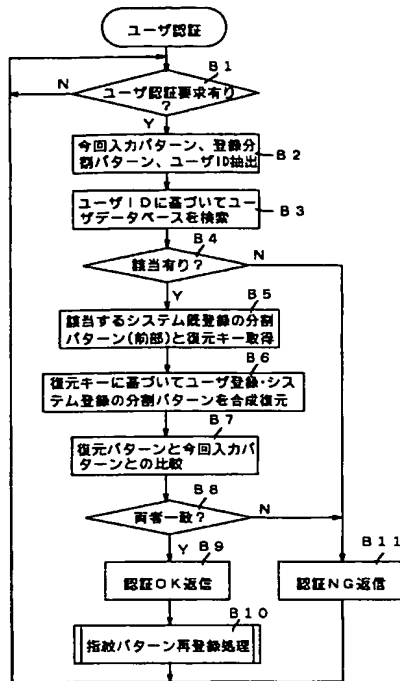 ユーザ認証
B1
N
ユーザ認証要求有り
?
Y
今回入力パターン、登録分
割パターン、ユーザID抽出
B2
ユーザIDに基づいてユー
ザデータベースを検索
B3
B4
該当有り?
N
Y
B5
該当するシステム既登録の分割
パターン(前部)と復元キー取得
B6
復元キーに基づいてユーザ登録・シス
テム登録の分割パターンを合成復元
B7
復元パターンと今回入力パ
ターンとの比較
B8
両者一致?
N
Y
B9
認証OK返信
B11
認証NG返信
B10
指紋パターン再登録処理